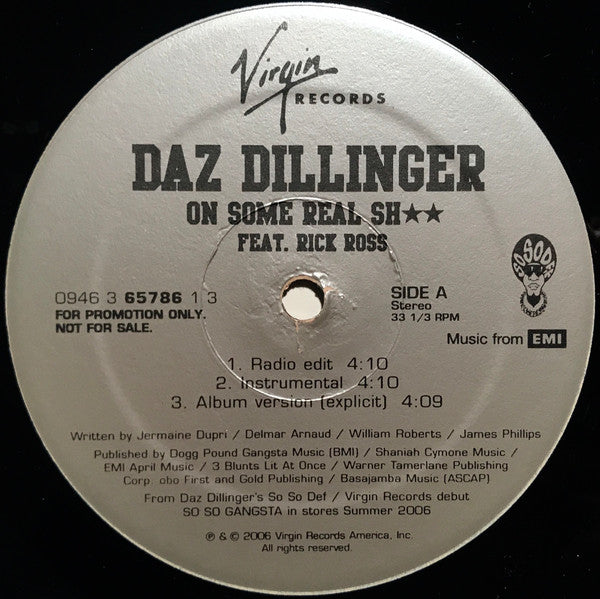 Virgin
RECORDS
DAZ DILLINGER
ON SOME REAL SH★★
FEAT. RICK ROSS
0946 3 65786 1 3
FOR PROMOTION ONLY.
NOT FOR SALE.
SIDE A
Stereo
33 1/3 RPM
SO SO DEF
Music from EMI
1. Radio edit 4:10
2. Instrumental 4:10
3. Album version (explicit) 4:09
Written by Jermaine Dupri / Delmar Arnaud / William Roberts / James Phillips
Published by Dogg Pound Gangsta Music (BMI) / Shaniah Cymone Music /
EMI April Music / 3 Blunts Lit At Once / Warner Tamerlane Publishing
Corp. obo First and Gold Publishing / Basajamba Music (ASCAP)
From Daz Dillinger's So So Def / Virgin Records debut
SO SO GANGSTA in stores Summer 2006
℗ & © 2006 Virgin Records America, Inc.
All rights reserved.